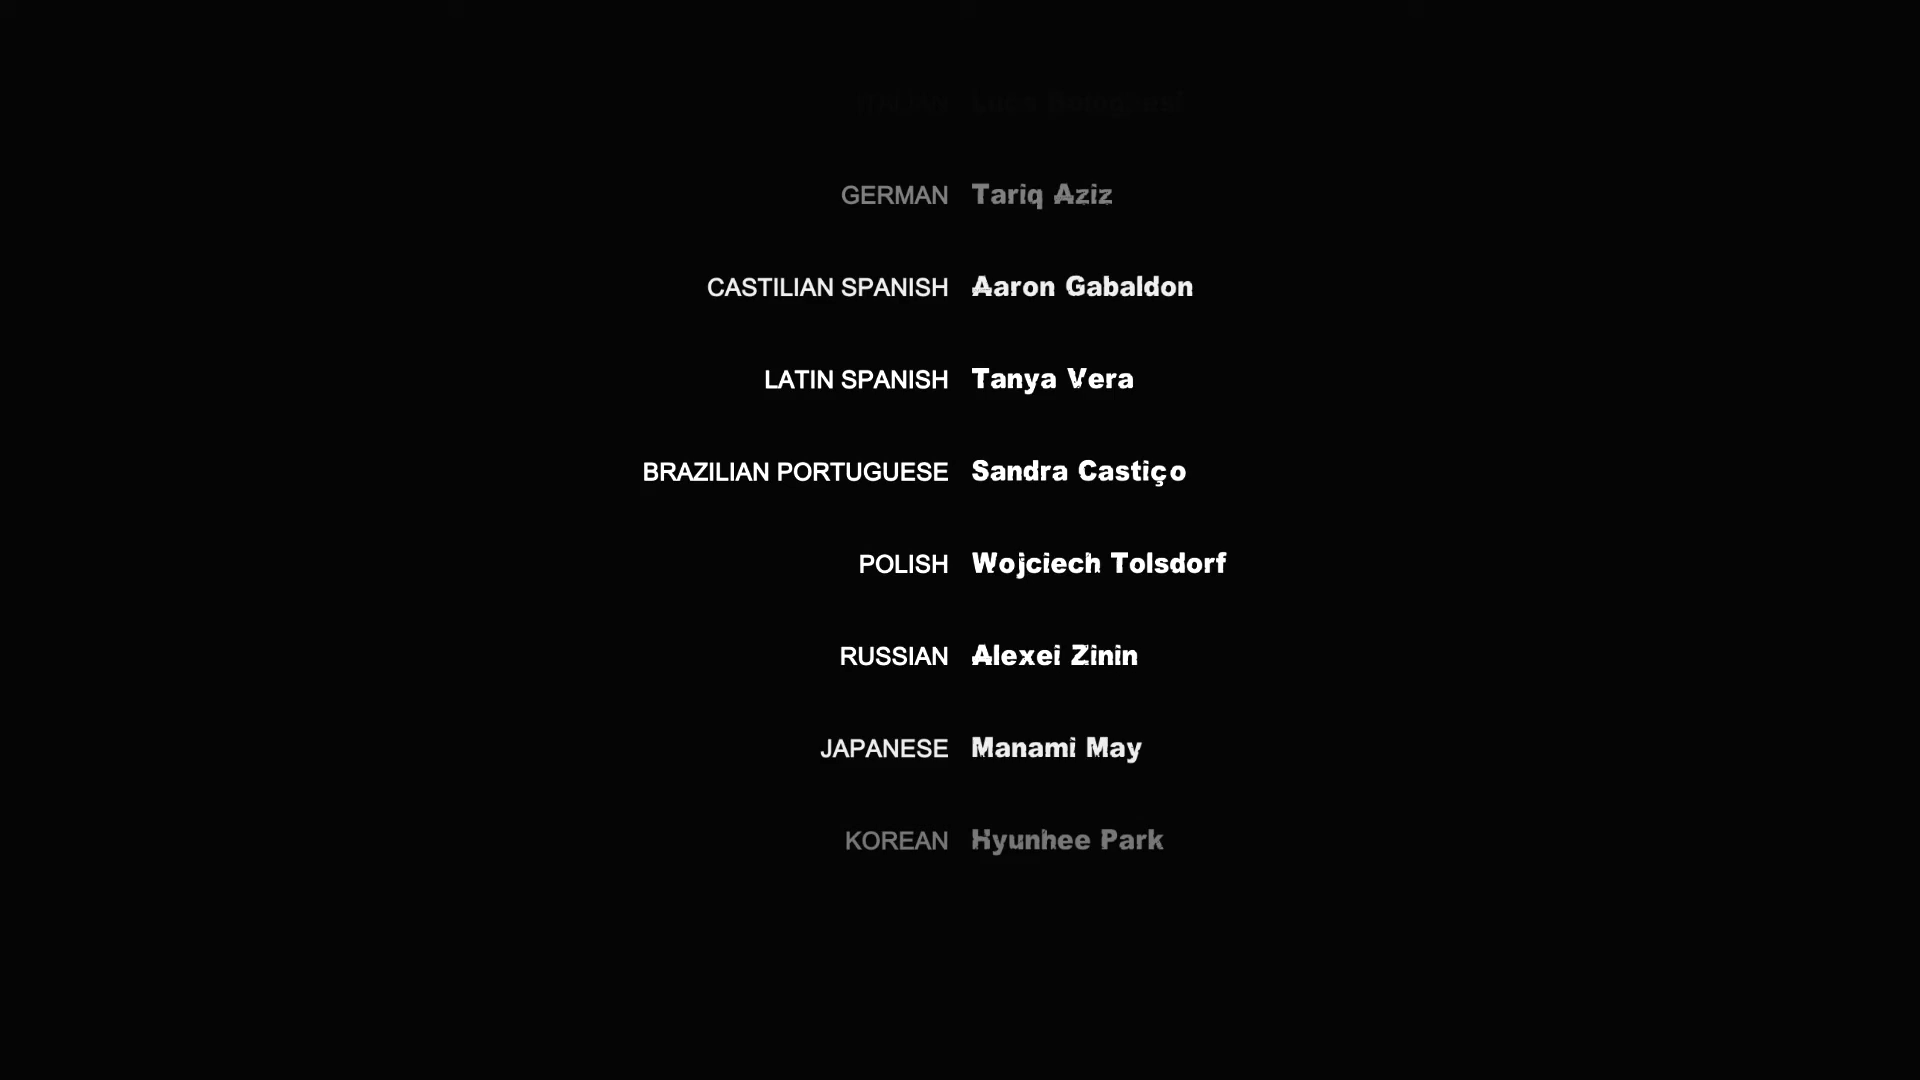 ITALIAN
GERMAN Tariq Aziz
CASTILIAN SPANISH Aaron Gabaldon
LATIN SPANISH Tanya Vera
BRAZILIAN PORTUGUESE Sandra Castiço
POLISH Wojciech Tolsdorf
RUSSIAN Alexei Zinin
JAPANESE Manami May
KOREAN Hyunhee Park